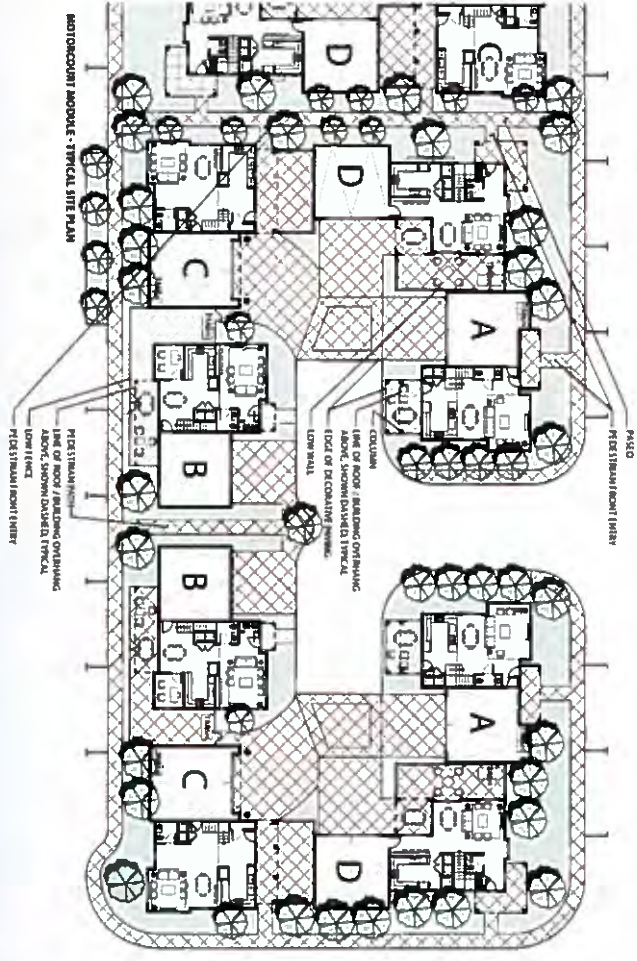 MOTORCOURT MODULE - TYPICAL SITE PLAN
PASEO
PEDESTRIAN FRONT ENTRY
COLUMN
LINE OF ROOF / BUILDING OVERHANG
ABOVE, SHOWN DASHED, TYPICAL
EDGE OF DECORATIVE PAVING
LOW WALL
PEDESTRIAN
LINE OF ROOF / BUILDING OVERHANG
ABOVE, SHOWN DASHED, TYPICAL
LOW FENCE
PEDESTRIAN FRONT ENTRY
D
C
D
C
A
B
B
A
C
D